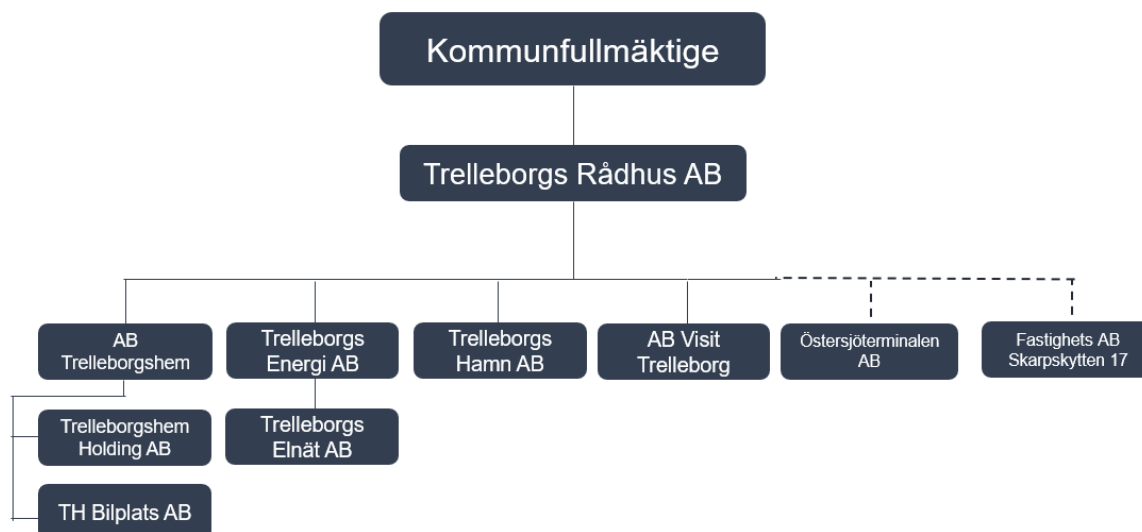 Kommunfullmäktige
Trelleborgs Rådhus AB
AB
Trelleborgshem
Trelleborgs
Energi AB
Trelleborgs
Hamn AB
AB Visit
Trelleborg
Östersjöterminalen
AB
Fastighets AB
Skarpskytten 17
Trelleborgshem
Holding AB
Trelleborgs
Elnät AB
TH Bilplats AB